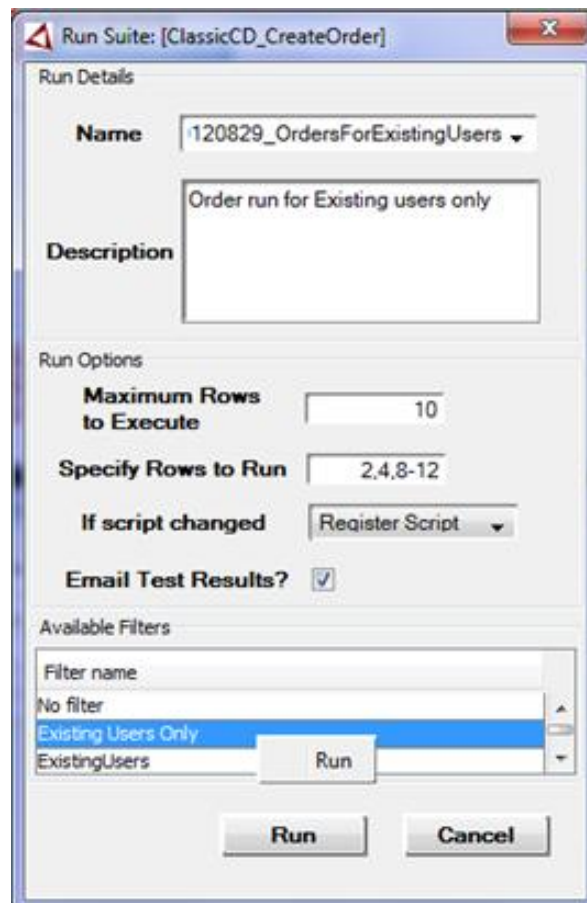 Run Suite: [ClassicCD_CreateOrder]
Run Details
Name
120829_OrdersForExistingUsers
Order run for Existing users only
Description
Run Options
Maximum Rows
to Execute
10
Specify Rows to Run
2,4,8-12
If script changed
Register Script
Email Test Results?
Available Filters
Filter name
No filter
Existing Users Only
ExistingUsers
Run
Run
Cancel